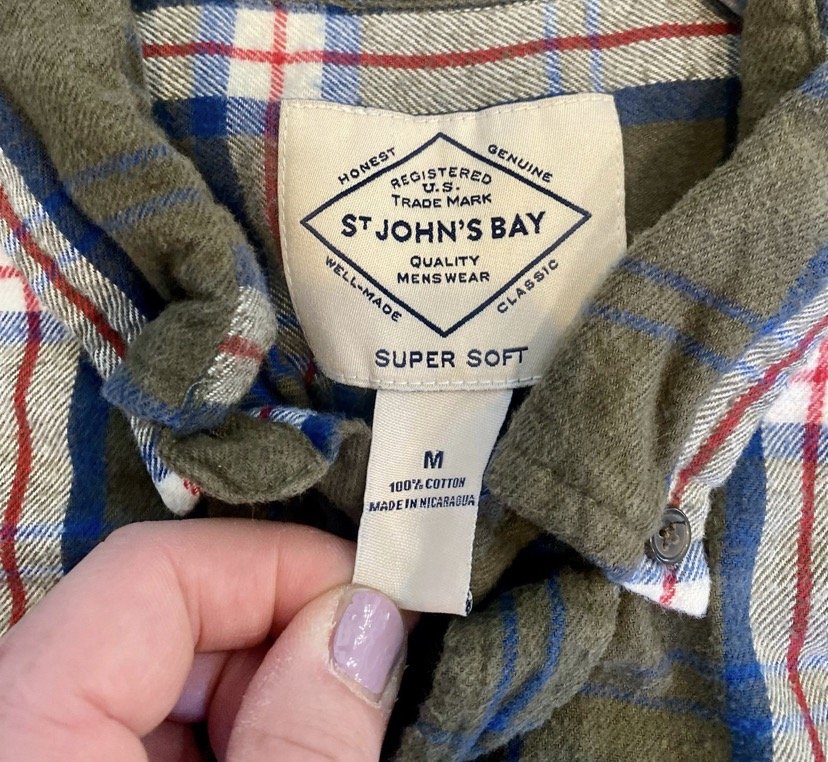 HONEST
GENUINE
REGISTERED
U.S.
TRADE MARK
ST JOHN'S BAY
QUALITY
MENSWEAR
WELL-MADE
CLASSIC
SUPER SOFT
M
100% COTTON
MADE IN NICARAGUA